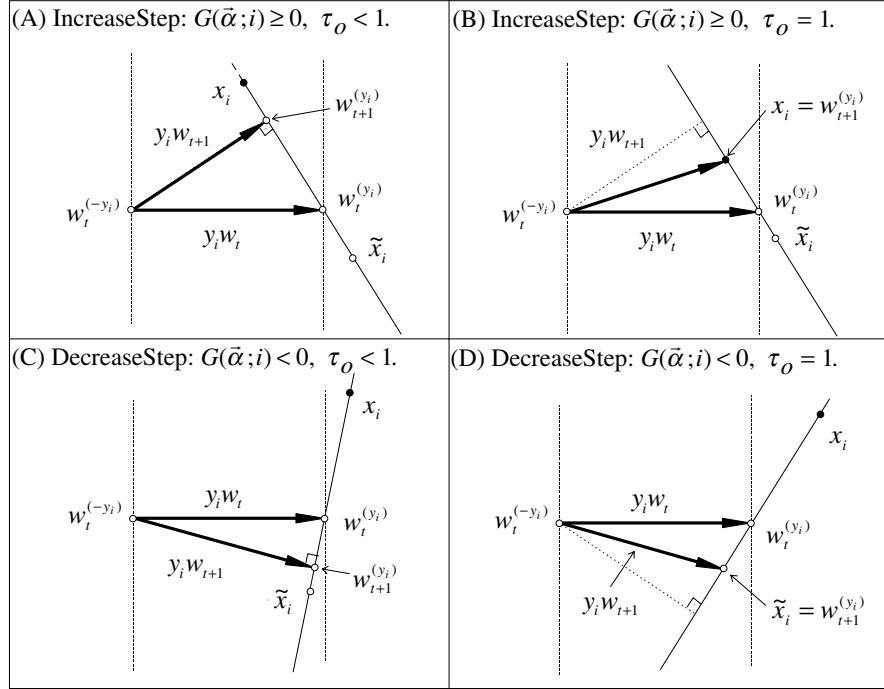 (A) IncreaseStep: G(α⃗;i) ≥ 0, τ_o < 1.
x_i
w_{t+1}^{(y_i)}
y_i w_{t+1}
w_t^{(-y_i)}
w_t^{(y_i)}
y_i w_t
x̃_i
(B) IncreaseStep: G(α⃗;i) ≥ 0, τ_o = 1.
x_i = w_{t+1}^{(y_i)}
y_i w_{t+1}
w_t^{(-y_i)}
w_t^{(y_i)}
y_i w_t
x̃_i
(C) DecreaseStep: G(α⃗;i) < 0, τ_o < 1.
x_i
y_i w_t
w_t^{(-y_i)}
w_t^{(y_i)}
y_i w_{t+1}
w_{t+1}^{(y_i)}
x̃_i
(D) DecreaseStep: G(α⃗;i) < 0, τ_o = 1.
x_i
y_i w_t
w_t^{(-y_i)}
w_t^{(y_i)}
y_i w_{t+1}
x̃_i = w_{t+1}^{(y_i)}